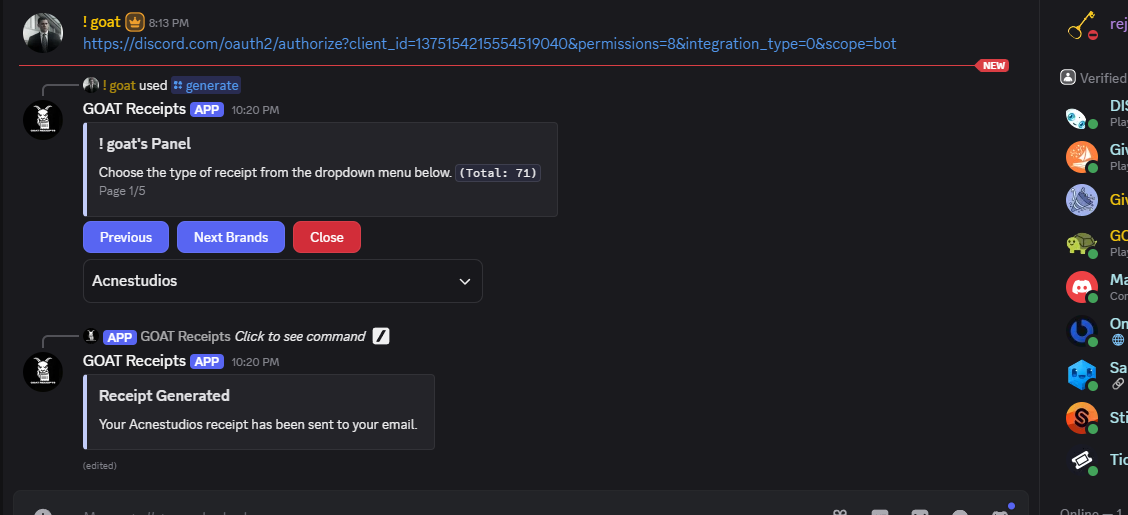 ! goat 8:13 PM
https://discord.com/oauth2/authorize?client_id=1375154215554519040&permissions=8&integration_type=0&scope=bot
NEW
! goat used generate
GOAT Receipts APP 10:20 PM
! goat's Panel
Choose the type of receipt from the dropdown menu below. (Total: 71)
Page 1/5
Previous Next Brands Close
Acnestudios
APP GOAT Receipts Click to see command
GOAT Receipts APP 10:20 PM
Receipt Generated
Your Acnestudios receipt has been sent to your email.
(edited)
rej
Verified
DIS
Play
Giv
Play
Giv
GO
Play
Ma
Con
On
Sa
Sti
Tic
Online — 1